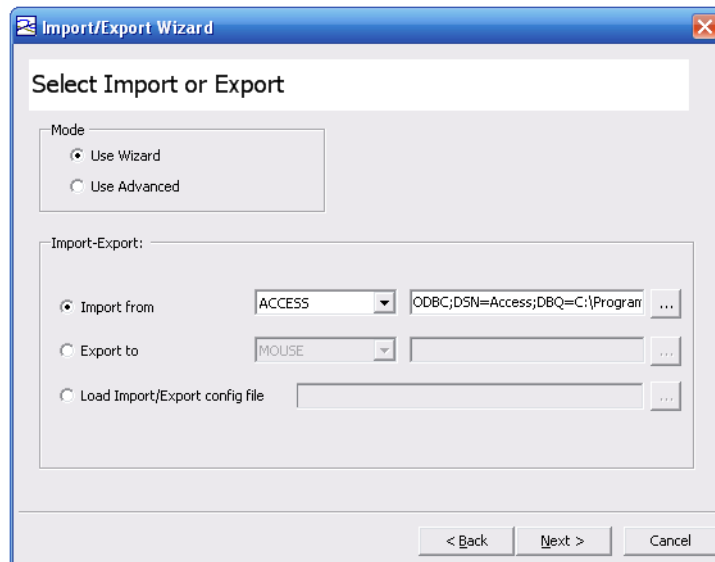 Import/Export Wizard
Select Import or Export
Mode
Use Wizard
Use Advanced
Import-Export:
Import from ACCESS ODBC;DSN=Access;DBQ=C:\Program ...
Export to MOUSE ...
Load Import/Export config file ...
< Back Next > Cancel